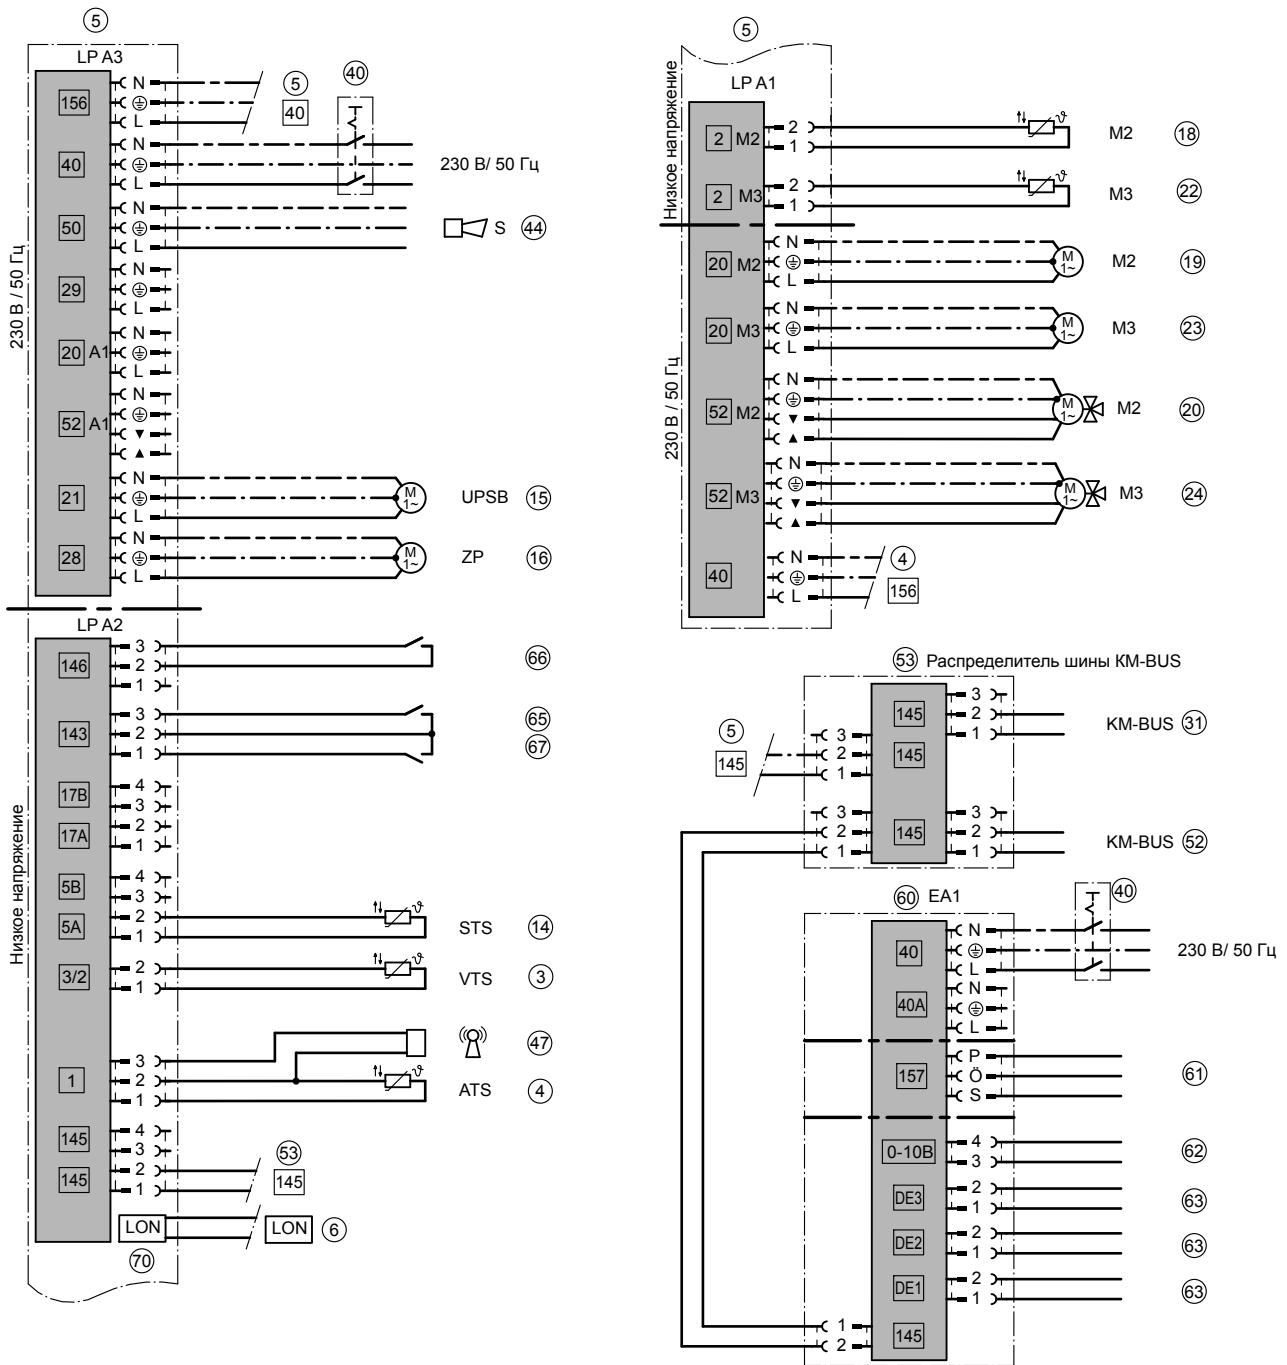 5
LP A3
156
N
L
5
40
40
40
N
L
230 В/ 50 Гц
50
N
L
S
44
29
N
L
20 A1
N
L
52 A1
N
▼
▲
21
N
L
M
1~
UPSB
15
28
N
L
M
1~
ZP
16
230 В / 50 Гц
LP A2
146
3
2
1
66
143
3
2
1
65
67
17B
4
3
17A
2
1
5B
4
3
5A
2
1
ϑ
STS
14
3/2
2
1
ϑ
VTS
3
47
1
3
2
1
ϑ
ATS
4
145
4
3
145
2
1
53
145
LON
LON
6
70
Низкое напряжение
5
LP A1
Низкое напряжение
2 M2
2
1
ϑ
M2
18
2 M3
2
1
ϑ
M3
22
20 M2
N
L
M
1~
M2
19
20 M3
N
L
M
1~
M3
23
52 M2
N
▼
▲
M
1~
M2
20
52 M3
N
▼
▲
M
1~
M3
24
40
N
L
4
156
230 В / 50 Гц
53 Распределитель шины KM-BUS
145
3
2
1
KM-BUS 31
5
145
3
2
1
145
3
2
1
145
3
2
1
KM-BUS 52
60 EA1
40
40
N
L
230 В/ 50 Гц
40A
N
L
157
P
Ö
S
61
0-10В
4
3
62
DE3
2
1
63
DE2
2
1
63
DE1
2
1
63
1
2
145